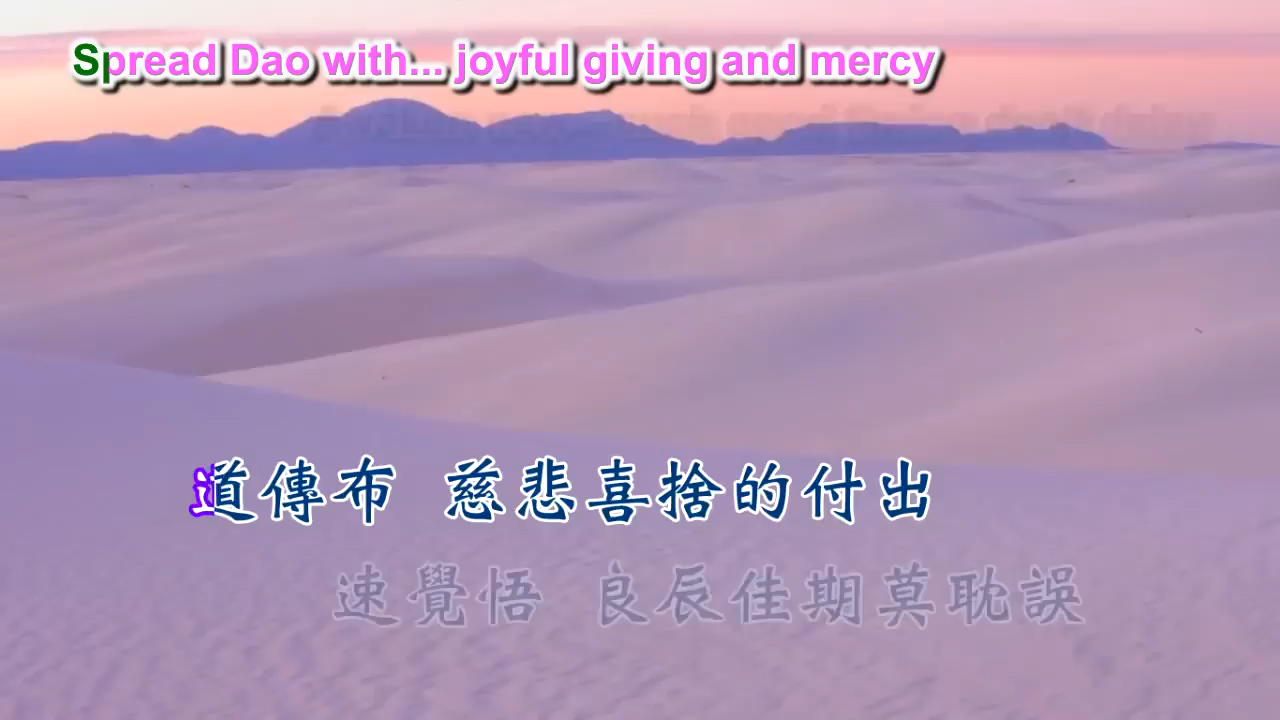 Spread Dao with... joyful giving and mercy
道傳布 慈悲喜捨的付出
速覺悟 良辰佳期莫耽誤